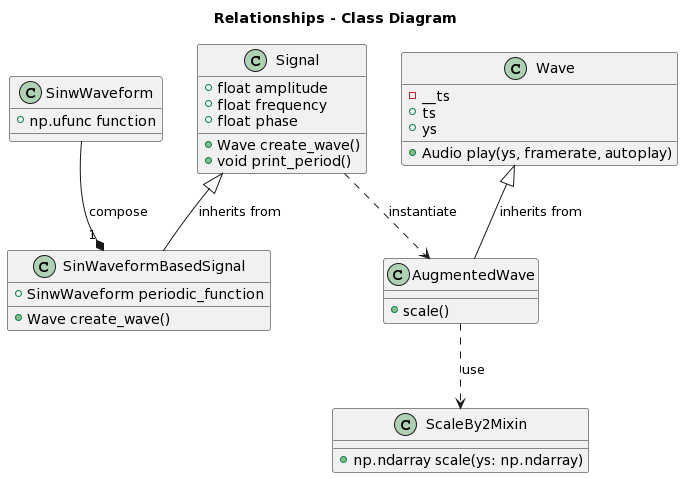 Relationships - Class Diagram
C SinwWaveform
np.ufunc function
C Signal
float amplitude
float frequency
float phase
Wave create_wave()
void print_period()
C Wave
__ts
ts
ys
Audio play(ys, framerate, autoplay)
compose
1
inherits from
instantiate
inherits from
C SinWaveformBasedSignal
SinwWaveform periodic_function
Wave create_wave()
C AugmentedWave
scale()
use
C ScaleBy2Mixin
np.ndarray scale(ys: np.ndarray)